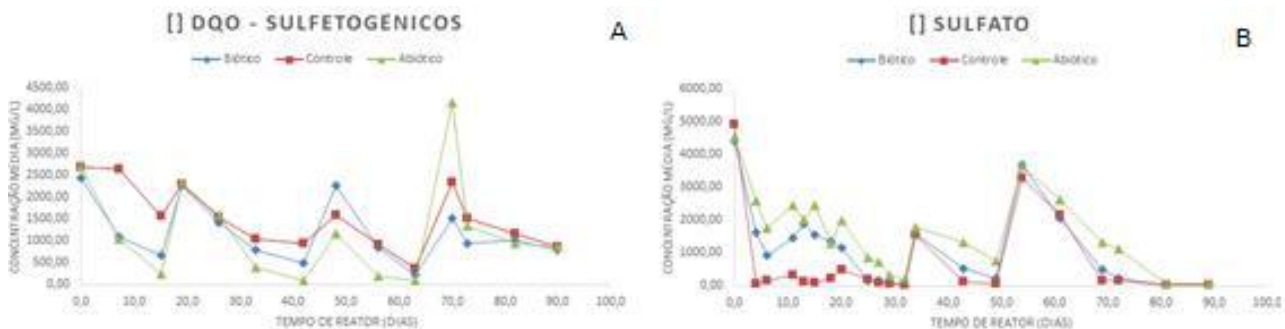 [] DQO - SULFETOGÊNICOS
A
Biótico Controle Abiótico
CONCENTRAÇÃO MÉDIA (MG/L)
4500,00
4000,00
3500,00
3000,00
2500,00
2000,00
1500,00
1000,00
500,00
0,00
0,0 10,0 20,0 30,0 40,0 50,0 60,0 70,0 80,0 90,0 100,0
TEMPO DE REATOR (DIAS)
[] SULFATO
B
Biótico Controle Abiótico
CONCENTRAÇÃO MÉDIA (MG/L)
6000,00
5000,00
4000,00
3000,00
2000,00
1000,00
0,00
0,0 10,0 20,0 30,0 40,0 50,0 60,0 70,0 80,0 90,0 100,0
TEMPO DE REATOR (DIAS)